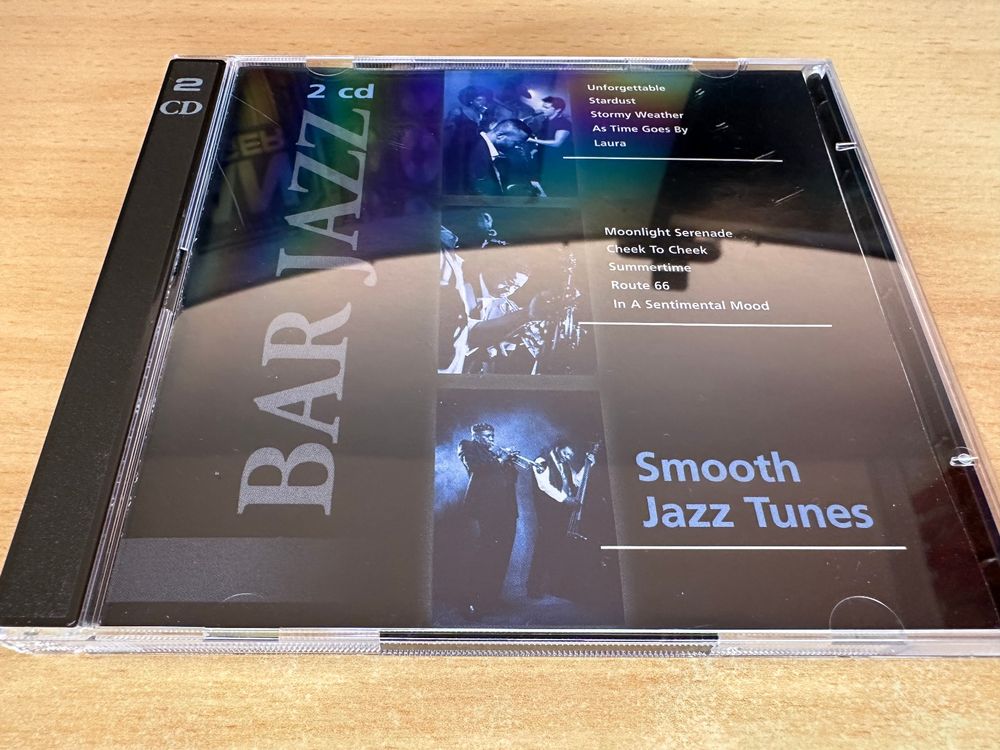 2
CD
BAR JAZZ
2 cd
Unforgettable
Stardust
Stormy Weather
As Time Goes By
Laura
Moonlight Serenade
Cheek To Cheek
Summertime
Route 66
In A Sentimental Mood
Smooth
Jazz Tunes